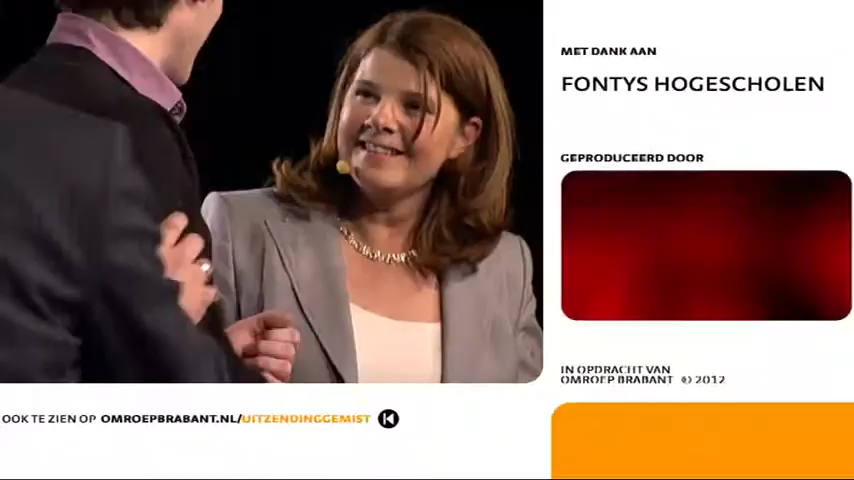 MET DANK AAN
FONTYS HOGESCHOLEN
GEPRODUCEERD DOOR
IN OPDRACHT VAN
OMROEP BRABANT © 2012
OOK TE ZIEN OP OMROEPBRABANT.NL/UITZENDINGGEMIST